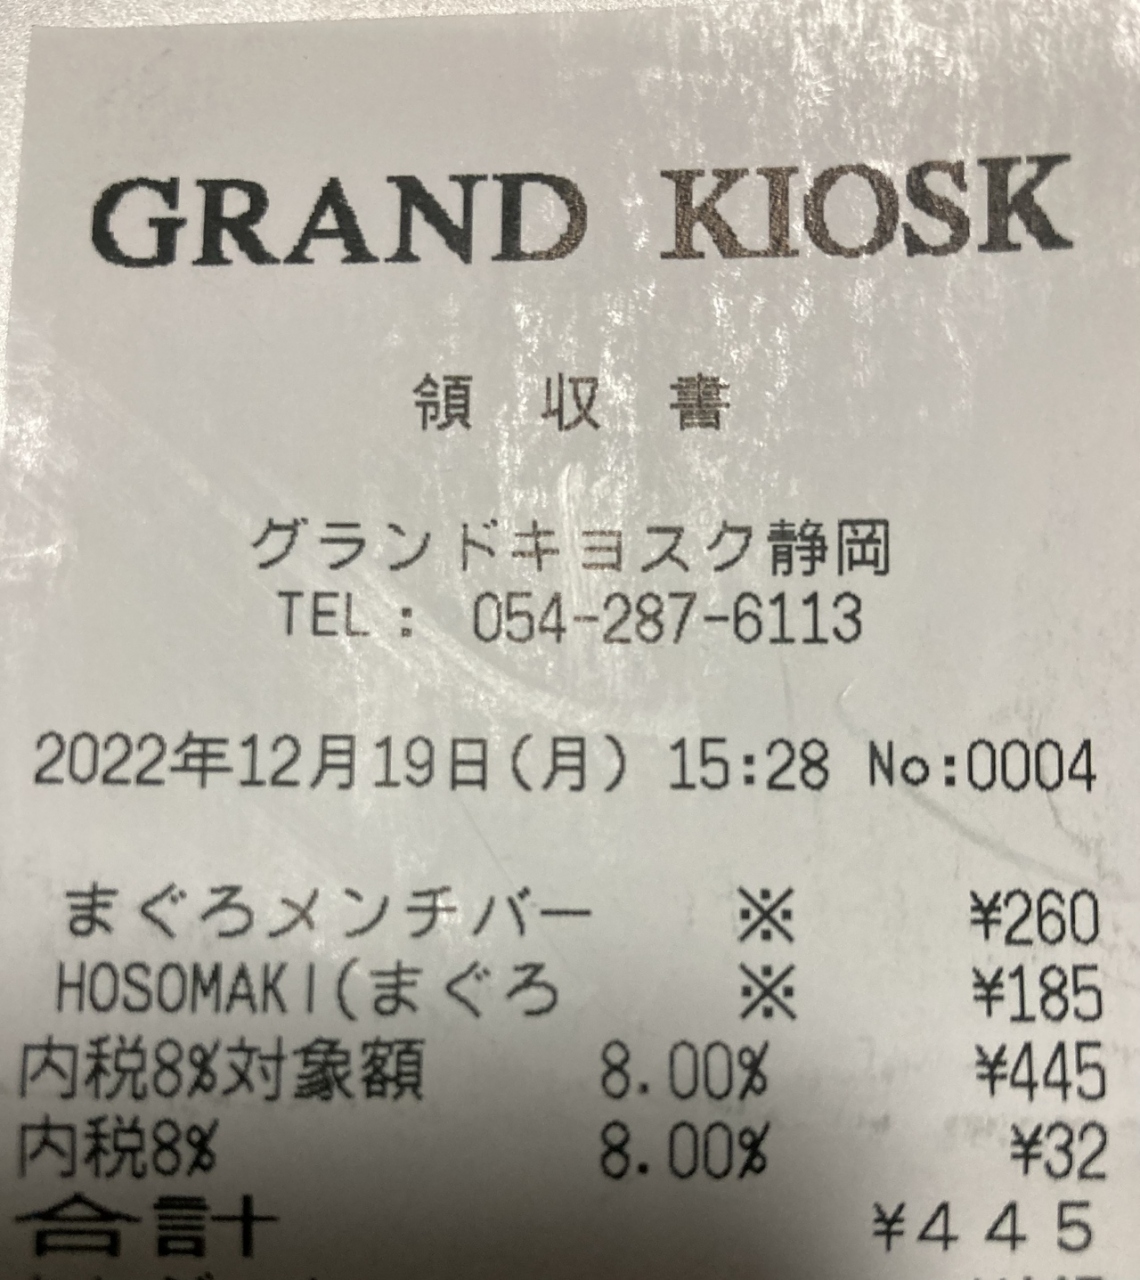 GRAND KIOSK
領 収 書
グランドキヨスク静岡
TEL : 054-287-6113
2022年12月19日(月) 15:28 No:0004
まぐろメンチバー ※ ¥260
HOSOMAKI(まぐろ ※ ¥185
内税8%対象額 8.00% ¥445
内税8% 8.00% ¥32
合計 ¥445